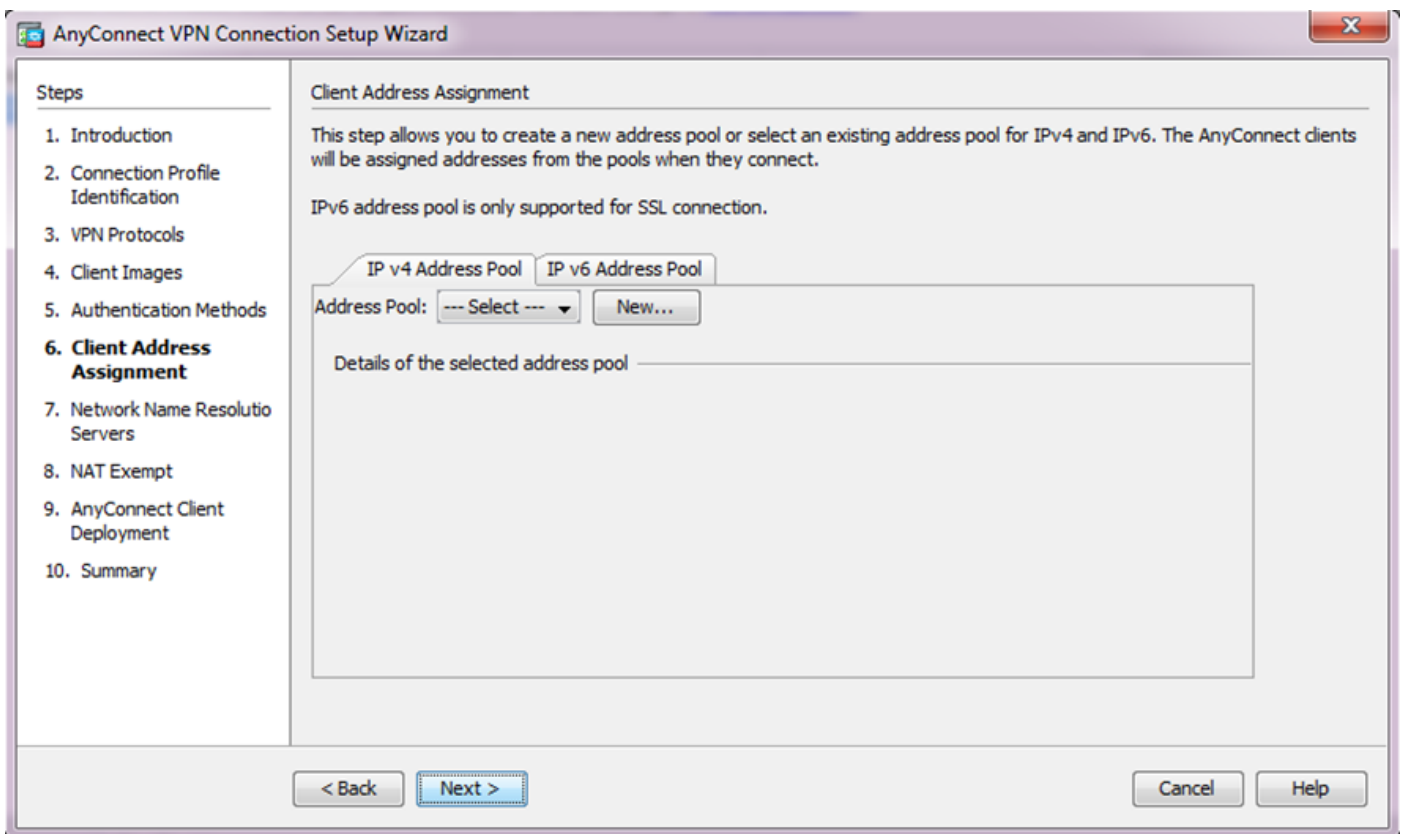 AnyConnect VPN Connection Setup Wizard
Steps
1. Introduction
2. Connection Profile
Identification
3. VPN Protocols
4. Client Images
5. Authentication Methods
6. Client Address
Assignment
7. Network Name Resolutio
Servers
8. NAT Exempt
9. AnyConnect Client
Deployment
10. Summary
Client Address Assignment
This step allows you to create a new address pool or select an existing address pool for IPv4 and IPv6. The AnyConnect clients
will be assigned addresses from the pools when they connect.
IPv6 address pool is only supported for SSL connection.
IP v4 Address Pool IP v6 Address Pool
Address Pool: --- Select --- New...
Details of the selected address pool
< Back Next > Cancel Help